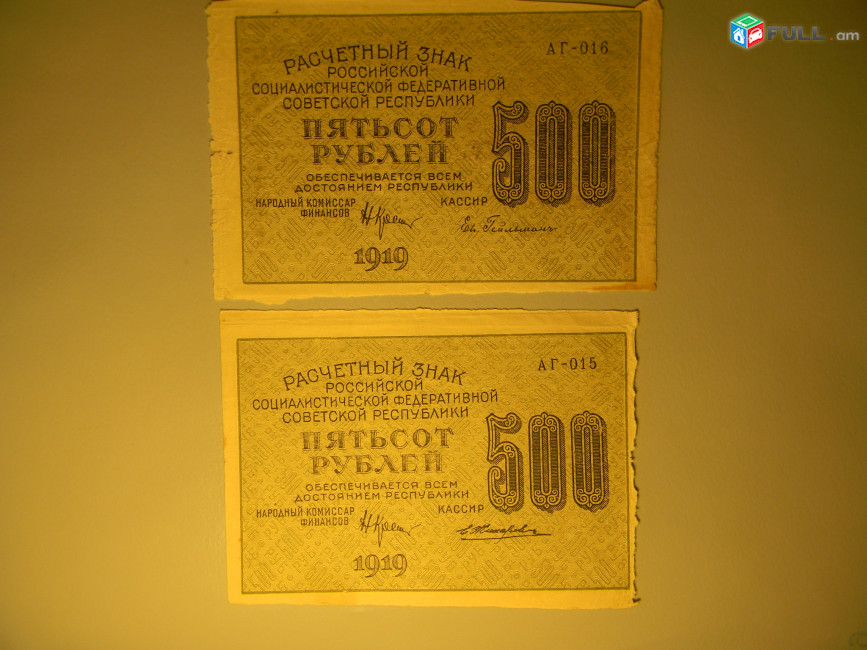 FULL.am
АГ-016
РАСЧЕТНЫЙ ЗНАК
РОССИЙСКОЙ
СОЦИАЛИСТИЧЕСКОЙ ФЕДЕРАТИВНОЙ
СОВЕТСКОЙ РЕСПУБЛИКИ
ПЯТЬСОТ
РУБЛЕЙ
500
ОБЕСПЕЧИВАЕТСЯ ВСЕМ
ДОСТОЯНИЕМ РЕСПУБЛИКИ
НАРОДНЫЙ КОМИССАР
ФИНАНСОВ
КАССИР
Ев. Гейльманъ
1919
АГ-015
РАСЧЕТНЫЙ ЗНАК
РОССИЙСКОЙ
СОЦИАЛИСТИЧЕСКОЙ ФЕДЕРАТИВНОЙ
СОВЕТСКОЙ РЕСПУБЛИКИ
ПЯТЬСОТ
РУБЛЕЙ
500
ОБЕСПЕЧИВАЕТСЯ ВСЕМ
ДОСТОЯНИЕМ РЕСПУБЛИКИ
НАРОДНЫЙ КОМИССАР
ФИНАНСОВ
КАССИР
1919